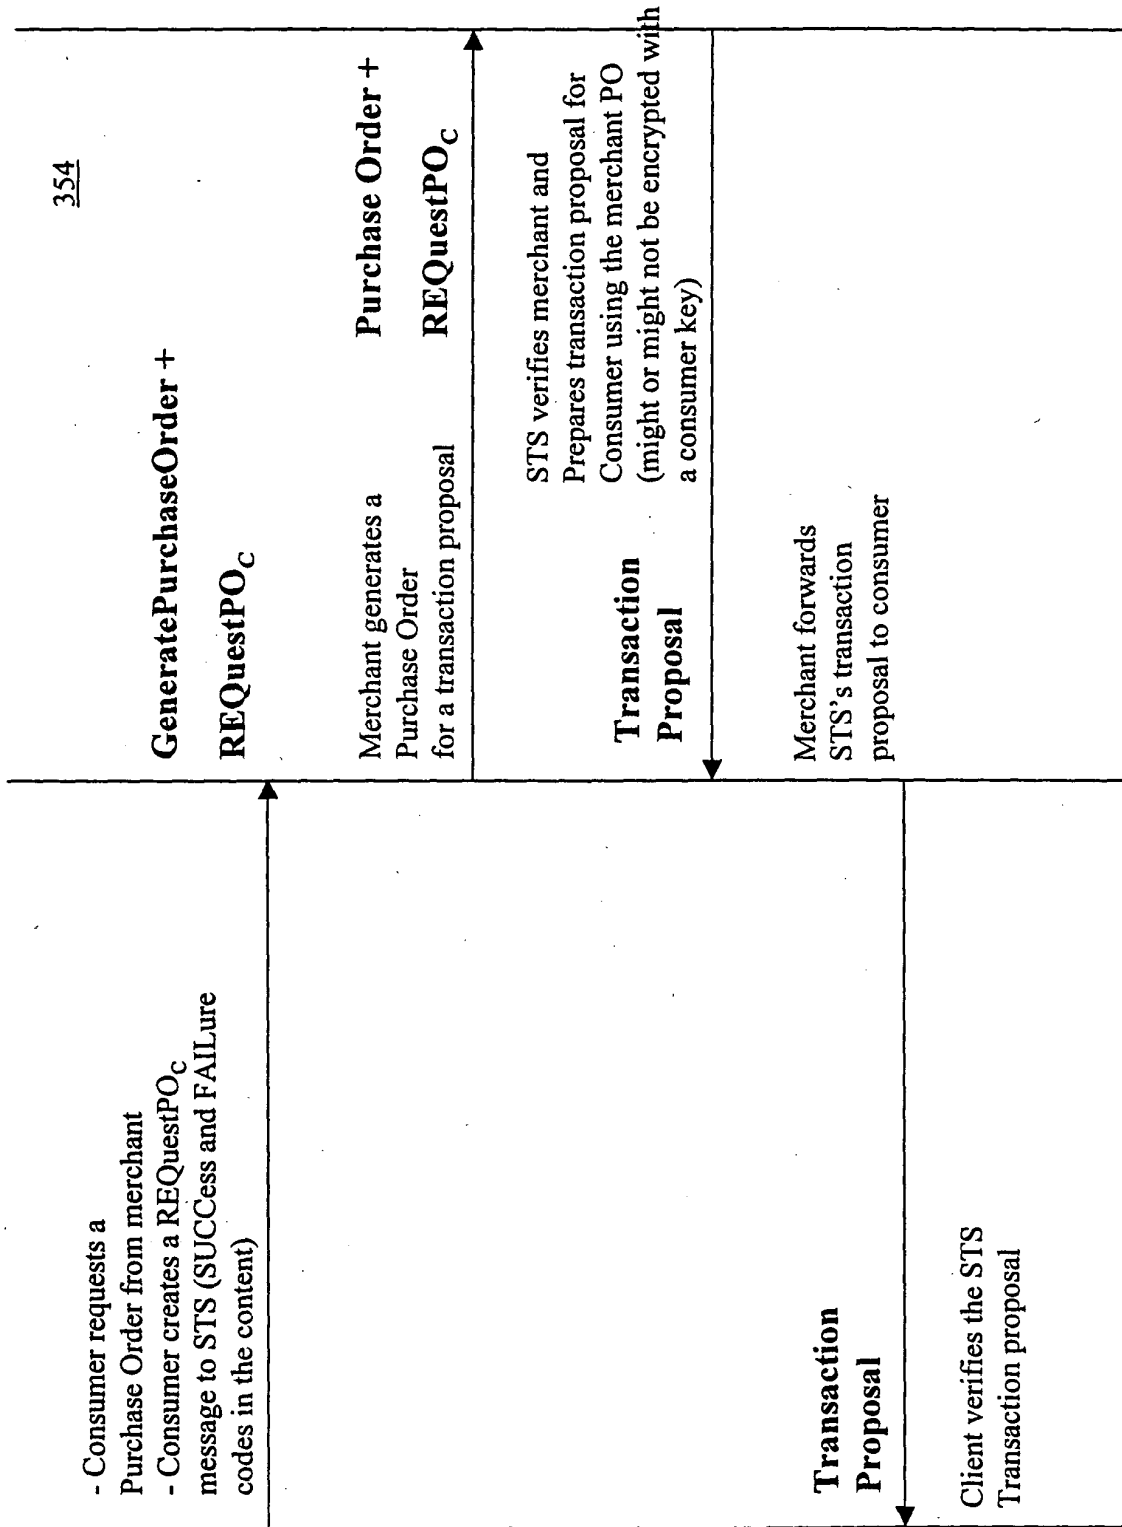 354
- Consumer requests a
Purchase Order from merchant
- Consumer creates a REQuestPOC
message to STS (SUCCess and FAILure
codes in the content)
GeneratePurchaseOrder +
REQuestPOC
Merchant generates a
Purchase Order
for a transaction proposal
Purchase Order +
REQuestPOC
STS verifies merchant and
Prepares transaction proposal for
Consumer using the merchant PO
(might or might not be encrypted with
a consumer key)
Transaction
Proposal
Merchant forwards
STS's transaction
proposal to consumer
Transaction
Proposal
Client verifies the STS
Transaction proposal